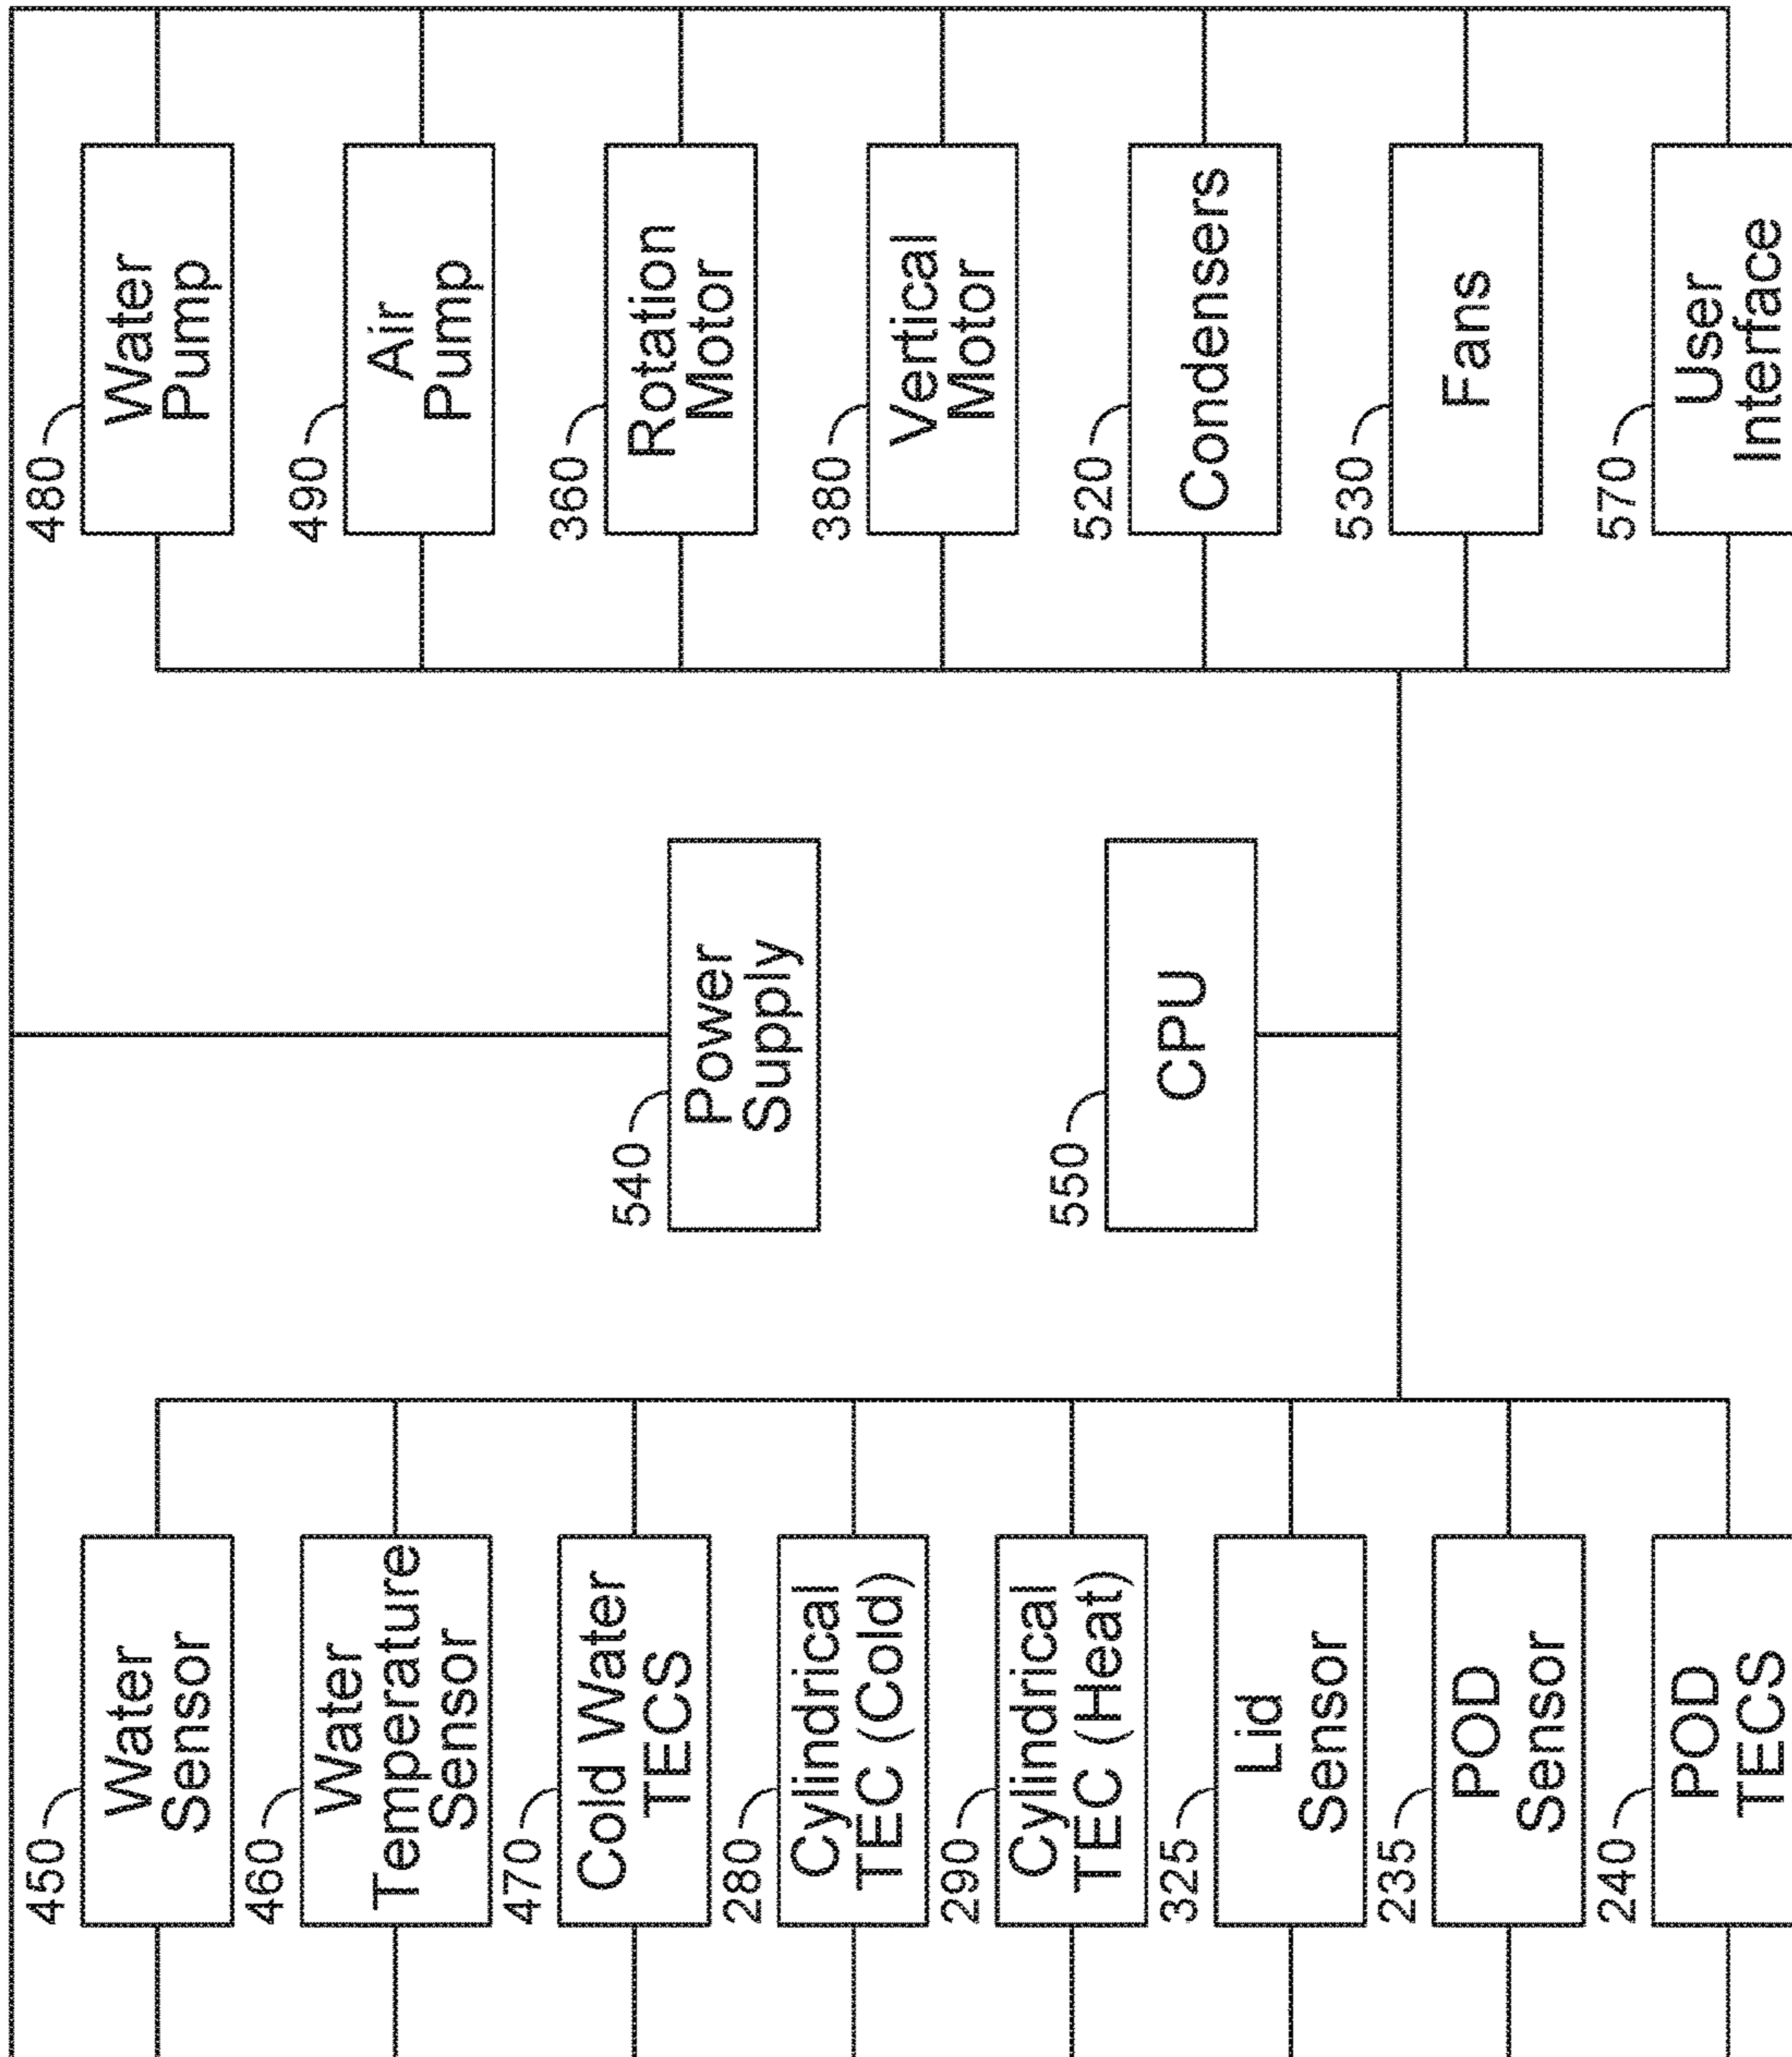 450
Water
Sensor
460
Water
Temperature
Sensor
470
Cold Water
TECS
280
Cylindrical
TEC (Cold)
290
Cylindrical
TEC (Heat)
325
Lid
Sensor
235
POD
Sensor
240
POD
TECS
540
Power
Supply
550
CPU
480
Water
Pump
490
Air
Pump
360
Rotation
Motor
380
Vertical
Motor
520
Condensers
530
Fans
570
User
Interface